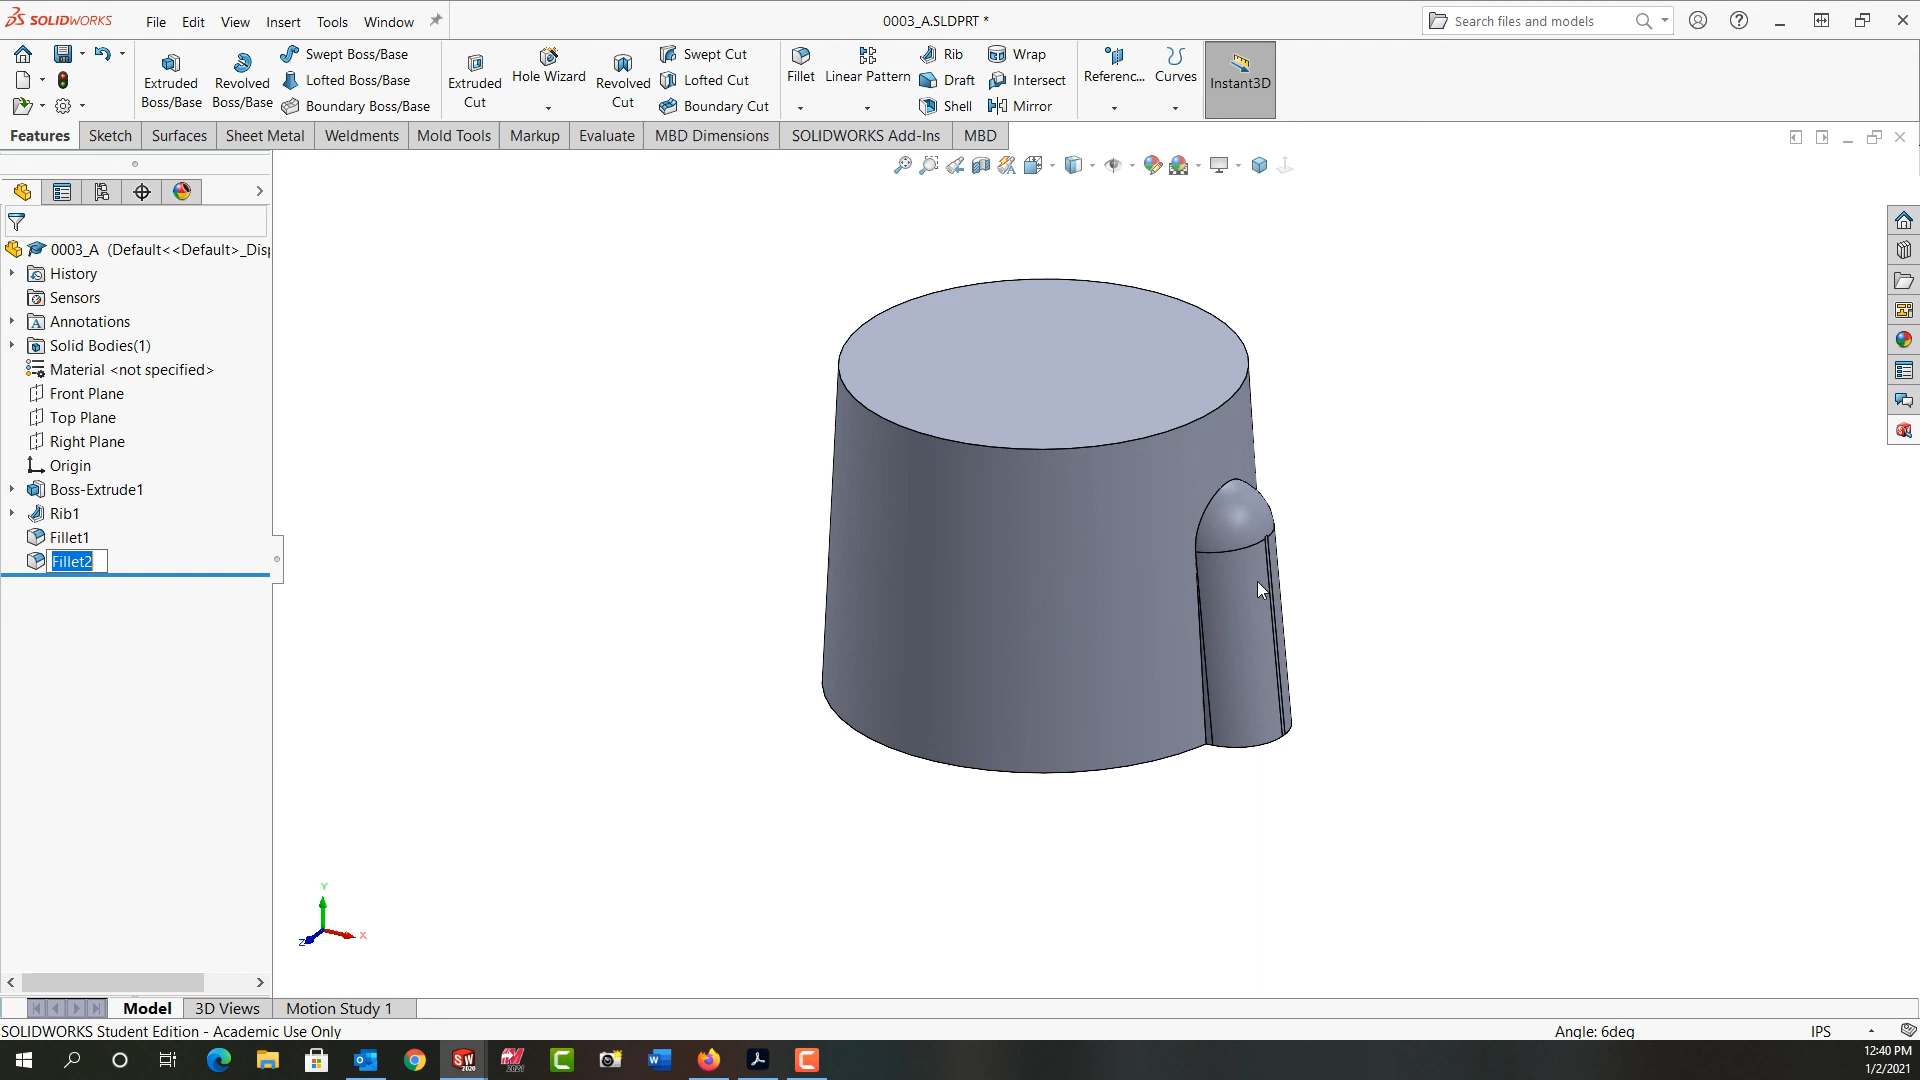 SOLIDWORKS File Edit View Insert Tools Window 0003_A.SLDPRT * Search files and models
Extruded Boss/Base
Revolved Boss/Base
Swept Boss/Base
Lofted Boss/Base
Boundary Boss/Base
Extruded Cut
Hole Wizard
Revolved Cut
Swept Cut
Lofted Cut
Boundary Cut
Fillet
Linear Pattern
Rib
Draft
Shell
Wrap
Intersect
Mirror
Referenc...
Curves
Instant3D
Features Sketch Surfaces Sheet Metal Weldments Mold Tools Markup Evaluate MBD Dimensions SOLIDWORKS Add-Ins MBD
0003_A (Default<<Default>_Disp
History
Sensors
Annotations
Solid Bodies(1)
Material <not specified>
Front Plane
Top Plane
Right Plane
Origin
Boss-Extrude1
Rib1
Fillet1
Fillet2
Y
X
Z
Model 3D Views Motion Study 1
SOLIDWORKS Student Edition - Academic Use Only Angle: 6deg IPS
12:40 PM
1/2/2021